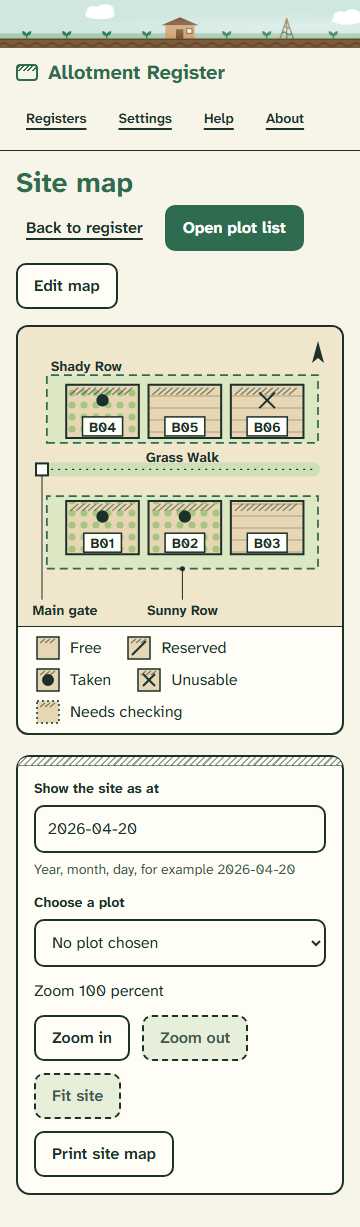 Allotment Register
Registers Settings Help About
Site map
Back to register Open plot list
Edit map
Shady Row
B04 B05 B06
Grass Walk
B01 B02 B03
Main gate Sunny Row
Free Reserved
Taken Unusable
Needs checking
Show the site as at
2026-04-20
Year, month, day, for example 2026-04-20
Choose a plot
No plot chosen
Zoom 100 percent
Zoom in Zoom out
Fit site
Print site map